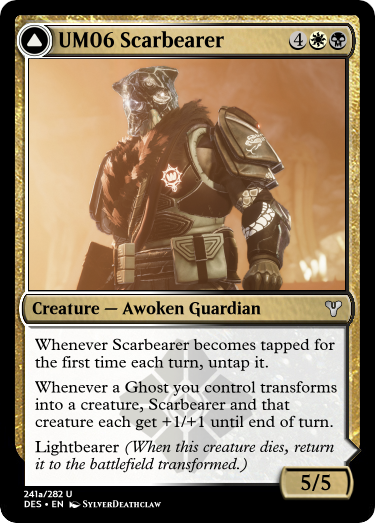 UM06 Scarbearer 4
Creature — Awoken Guardian
Whenever Scarbearer becomes tapped for
the first time each turn, untap it.
Whenever a Ghost you control transforms
into a creature, Scarbearer and that
creature each get +1/+1 until end of turn.
Lightbearer (When this creature dies, return
it to the battlefield transformed.)
5/5
241a/282 U
DES • EN SylverDeathclaw